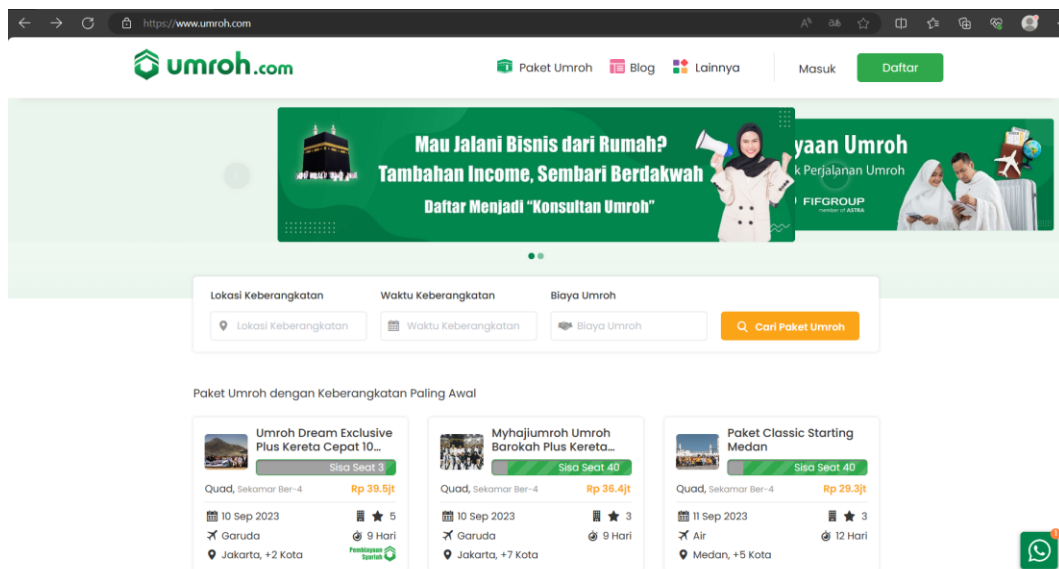 https://www.umroh.com
umroh.com
Paket Umroh
Blog
Lainnya
Masuk
Daftar
Mau Jalani Bisnis dari Rumah?
Tambahan Income, Sembari Berdakwah
Daftar Menjadi “Konsultan Umroh”
yaan Umroh
k Perjalanan Umroh
FIFGROUP
member of ASTRA
Lokasi Keberangkatan
Waktu Keberangkatan
Biaya Umroh
Lokasi Keberangkatan
Waktu Keberangkatan
Biaya Umroh
Cari Paket Umroh
Paket Umroh dengan Keberangkatan Paling Awal
Umroh Dream Exclusive
Plus Kereta Cepat 10...
Sisa Seat 3
Quad, Sekamar Ber-4
Rp 39.5jt
10 Sep 2023
5
Garuda
9 Hari
Jakarta, +2 Kota
Pembiayaan
Syariah
Myhajiumroh Umroh
Barokah Plus Kereta...
Sisa Seat 40
Quad, Sekamar Ber-4
Rp 36.4jt
10 Sep 2023
3
Garuda
9 Hari
Jakarta, +7 Kota
Paket Classic Starting
Medan
Sisa Seat 40
Quad, Sekamar Ber-4
Rp 29.3jt
11 Sep 2023
3
Air
12 Hari
Medan, +5 Kota